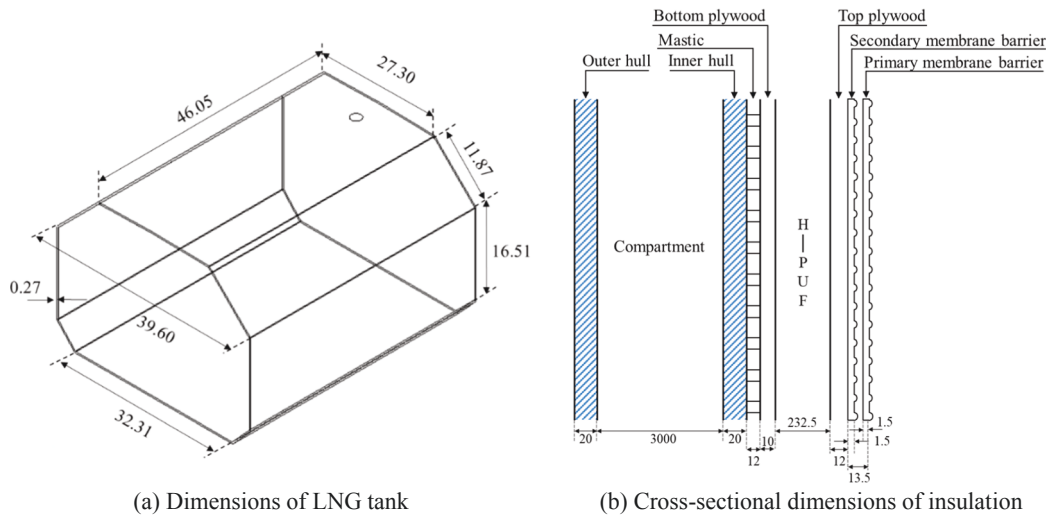 46.05
27.30
11.87
16.51
0.27
39.60
32.31
(a) Dimensions of LNG tank
Bottom plywood
Top plywood
Mastic
Secondary membrane barrier
Outer hull
Inner hull
Primary membrane barrier
Compartment
H
|
P
U
F
20
3000
20
12
10
232.5
12
1.5
1.5
13.5
(b) Cross-sectional dimensions of insulation